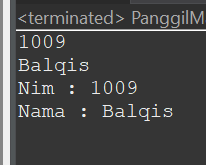 <terminated> PanggilM
1009
Balqis
Nim : 1009
Nama : Balqis